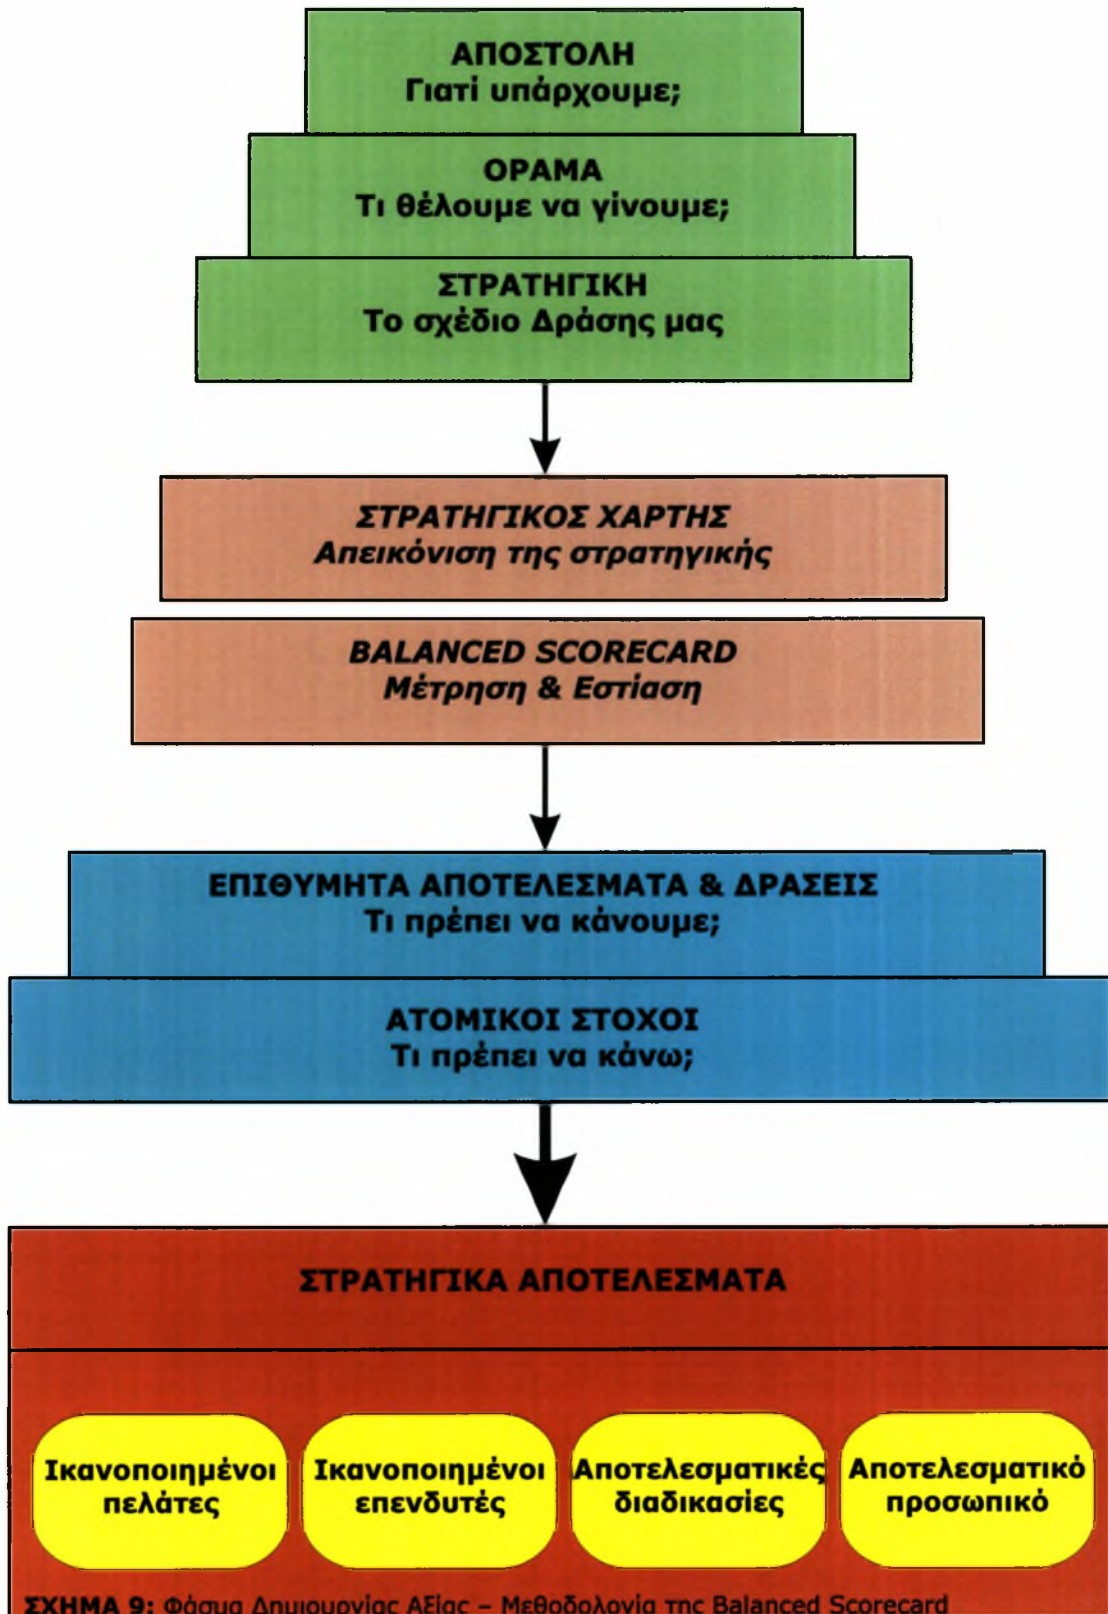 ΑΠΟΣΤΟΛΗ
Γιατί υπάρχουμε;
ΟΡΑΜΑ
Τι θέλουμε να γίνουμε;
ΣΤΡΑΤΗΓΙΚΗ
Το σχέδιο Δράσης μας
ΣΤΡΑΤΗΓΙΚΟΣ ΧΑΡΤΗΣ
Απεικόνιση της στρατηγικής
BALANCED SCORECARD
Μέτρηση & Εστίαση
ΕΠΙΘΥΜΗΤΑ ΑΠΟΤΕΛΕΣΜΑΤΑ & ΔΡΑΣΕΙΣ
Τι πρέπει να κάνουμε;
ΑΤΟΜΙΚΟΙ ΣΤΟΧΟΙ
Τι πρέπει να κάνω;
ΣΤΡΑΤΗΓΙΚΑ ΑΠΟΤΕΛΕΣΜΑΤΑ
Ικανοποιημένοι
πελάτες
Ικανοποιημένοι
επενδυτές
Αποτελεσματικές
διαδικασίες
Αποτελεσματικό
προσωπικό
ΣΧΗΜΑ 9: Φάσμα Δημιουργίας Αξίας – Μεθοδολογία της Balanced Scorecard